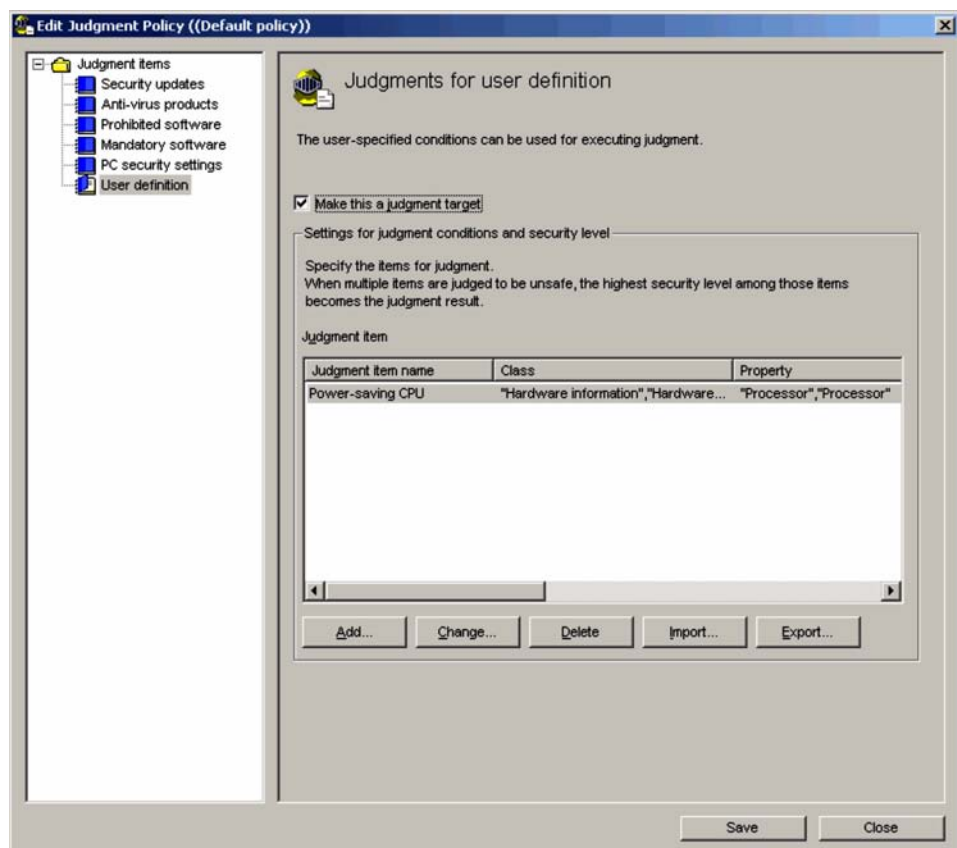 Edit Judgment Policy ((Default policy))
Judgment items
Security updates
Anti-virus products
Prohibited software
Mandatory software
PC security settings
User definition
Judgments for user definition
The user-specified conditions can be used for executing judgment.
Make this a judgment target
Settings for judgment conditions and security level
Specify the items for judgment.
When multiple items are judged to be unsafe, the highest security level among those items
becomes the judgment result.
Judgment item
Judgment item name Class Property
Power-saving CPU "Hardware information","Hardware... "Processor","Processor"
Add... Change... Delete Import... Export...
Save Close